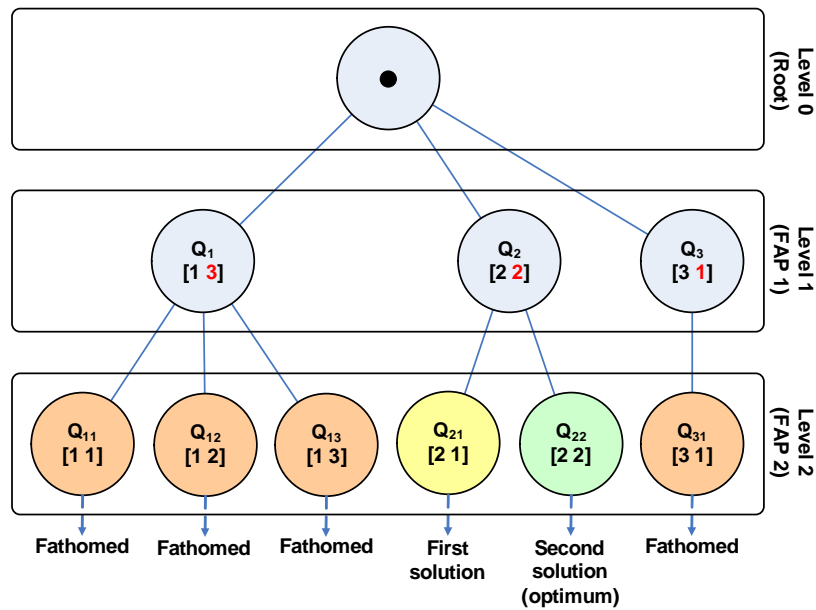 Level 0
(Root)
Q₁
[1 3]
Q₂
[2 2]
Q₃
[3 1]
Level 1
(FAP 1)
Q₁₁
[1 1]
Q₁₂
[1 2]
Q₁₃
[1 3]
Q₂₁
[2 1]
Q₂₂
[2 2]
Q₃₁
[3 1]
Level 2
(FAP 2)
Fathomed
Fathomed
Fathomed
First
solution
Second
solution
(optimum)
Fathomed